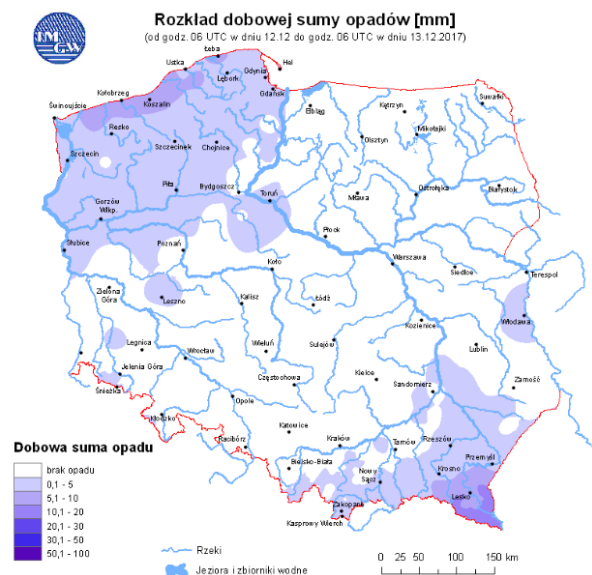 IMGW
Rozkład dobowej sumy opadów [mm]
(od godz. 06 UTC w dniu 12.12 do godz. 06 UTC w dniu 13.12.2017)
Łeba
Ustka
Hel
Lębork
Gdynia
Gdańsk
Kołobrzeg
Koszalin
Świnoujście
Elbląg
Kętrzyn
Suwałki
Resko
Olsztyn
Mikołajki
Szczecin
Szczecinek
Chojnice
Piła
Bydgoszcz
Toruń
Mława
Ostrołęka
Białystok
Gorzów
Wlkp.
Płock
Słubice
Poznań
Koło
Warszawa
Siedlce
Terespol
Zielona
Góra
Leszno
Kalisz
Łódź
Kozienice
Włodawa
Legnica
Wrocław
Wieluń
Sulejów
Lublin
Jelenia Góra
Śnieżka
Częstochowa
Kielce
Sandomierz
Zamość
Opole
Kłodzko
Katowice
Racibórz
Kraków
Tarnów
Rzeszów
Przemyśl
Bielsko-Biała
Nowy
Sącz
Krosno
Lesko
Zakopane
Kasprowy Wierch
Dobowa suma opadu
brak opadu
0,1 - 5
5,1 - 10
10,1 - 20
20,1 - 30
30,1 - 50
50,1 - 100
Rzeki
Jeziora i zbiorniki wodne
0 25 50 100 150 km